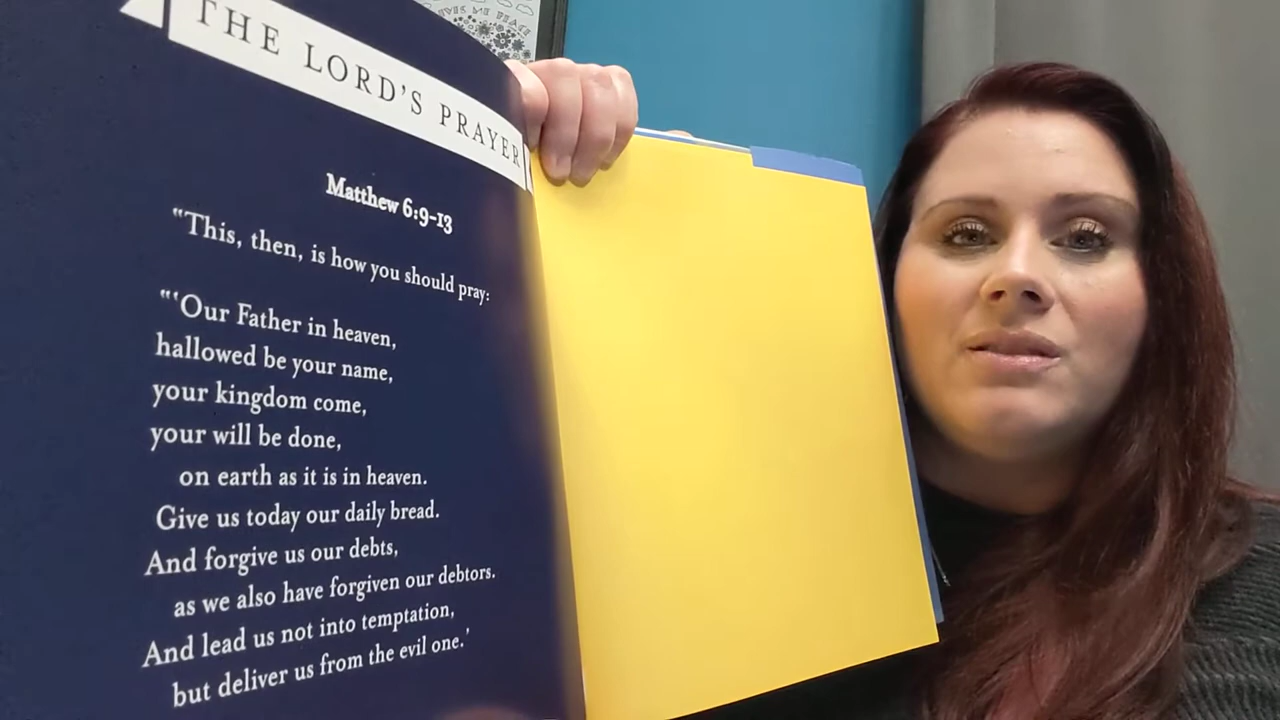 THE LORD'S PRAYER
Matthew 6:9-13
"This, then, is how you should pray:
"'Our Father in heaven,
hallowed be your name,
your kingdom come,
your will be done,
on earth as it is in heaven.
Give us today our daily bread.
And forgive us our debts,
as we also have forgiven our debtors.
And lead us not into temptation,
but deliver us from the evil one.'